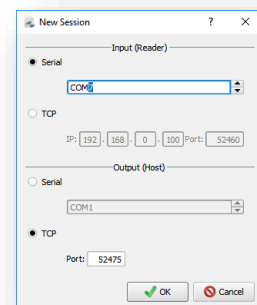 New Session ? ×
Input (Reader)
Serial
COM7
TCP
IP: 192 . 168 . 0 . 100 Port: 52460
Output (Host)
Serial
COM1
TCP
Port: 52475
OK Cancel